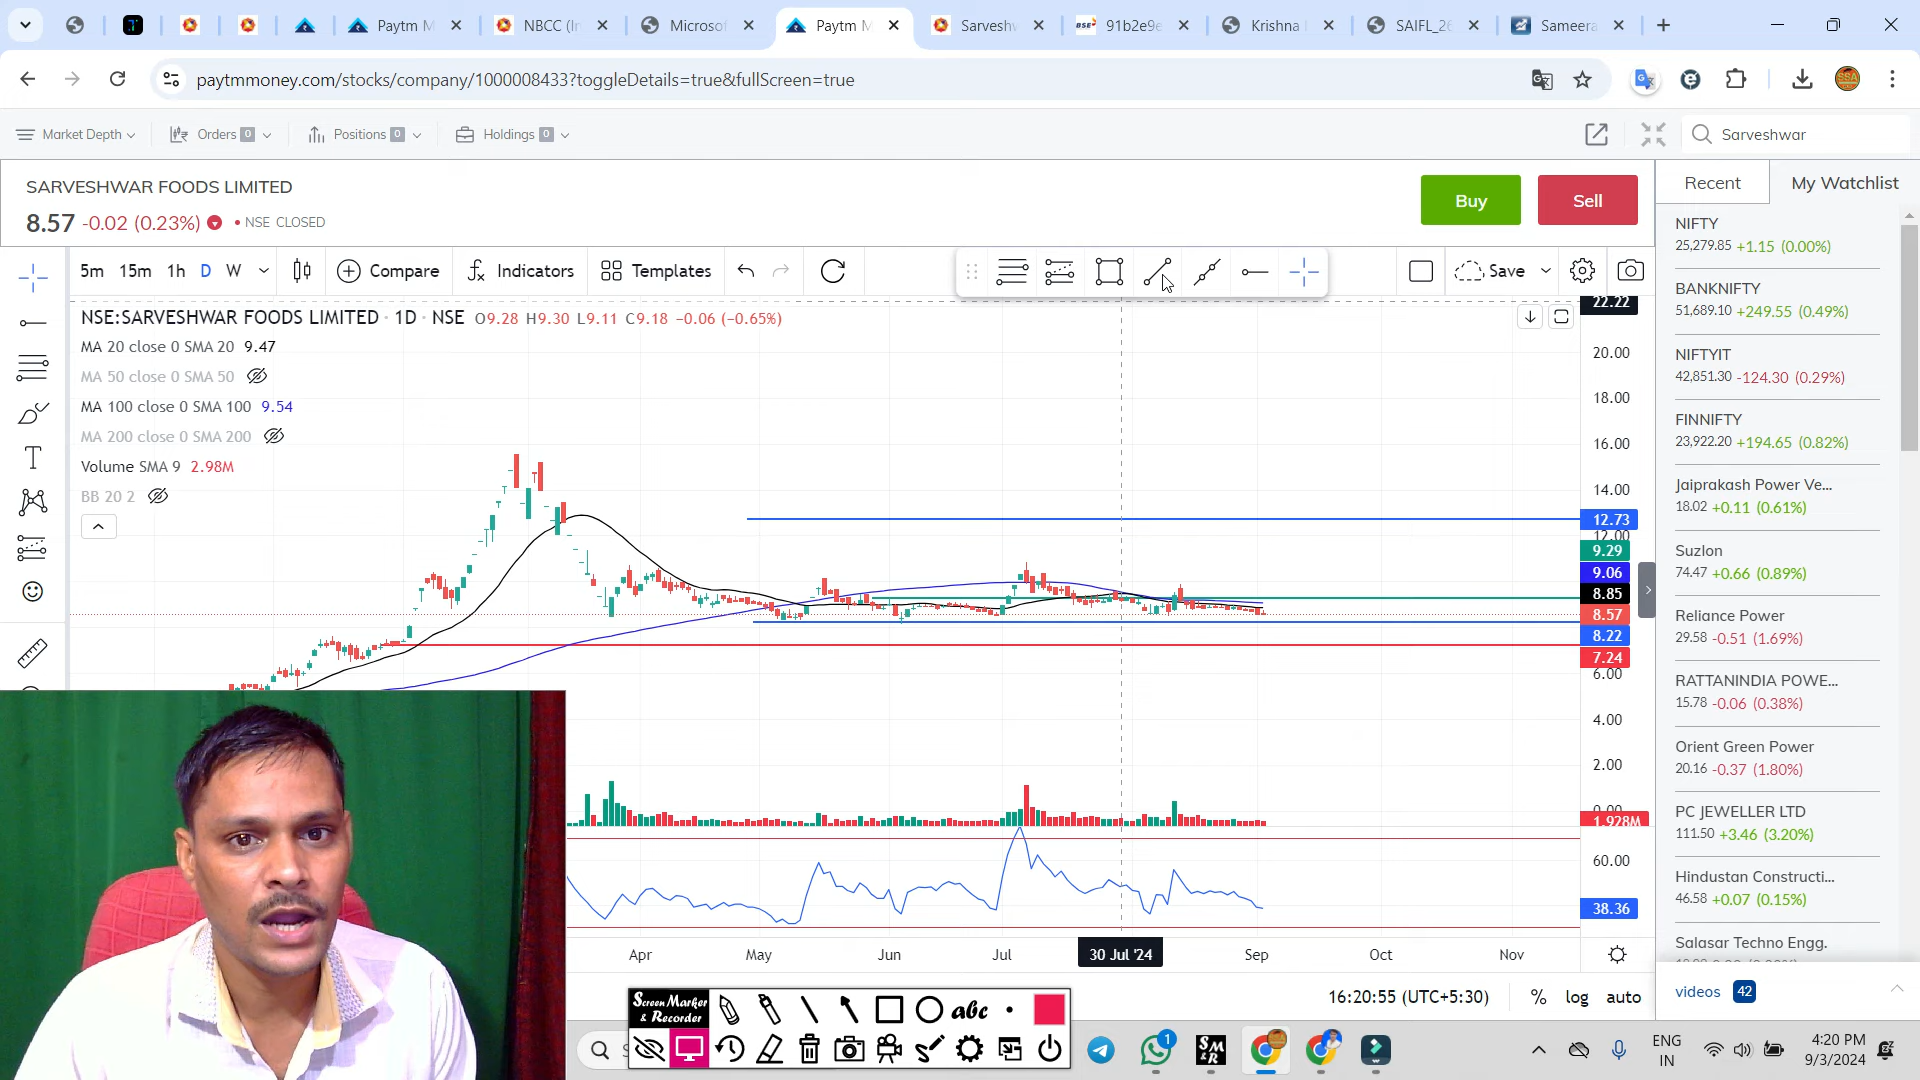 Paytm M
NBCC (In
Microsof
Paytm M
Sarveshw
BSE
91b2e9e
Krishna
SAIFL_26
Sameera
paytmmoney.com/stocks/company/1000008433?toggleDetails=true&fullScreen=true
Market Depth
Orders 0
Positions 0
Holdings 0
Sarveshwar
SARVESHWAR FOODS LIMITED
8.57 -0.02 (0.23%) • NSE CLOSED
Buy
Sell
Recent
My Watchlist
5m 15m 1h D W
Compare
Indicators
Templates
Save
NSE:SARVESHWAR FOODS LIMITED · 1D · NSE O9.28 H9.30 L9.11 C9.18 −0.06 (−0.65%)
MA 20 close 0 SMA 20 9.47
MA 50 close 0 SMA 50
MA 100 close 0 SMA 100 9.54
MA 200 close 0 SMA 200
Volume SMA 9 2.98M
BB 20 2
22.22
20.00
18.00
16.00
14.00
12.73
12.00
9.29
9.06
8.85
8.57
8.22
7.24
6.00
4.00
2.00
0.00
1.928M
60.00
38.36
Apr May Jun Jul 30 Jul '24 Sep Oct Nov
16:20:55 (UTC+5:30) % log auto
NIFTY
25,279.85 +1.15 (0.00%)
BANKNIFTY
51,689.10 +249.55 (0.49%)
NIFTYIT
42,851.30 -124.30 (0.29%)
FINNIFTY
23,922.20 +194.65 (0.82%)
Jaiprakash Power Ve...
18.02 +0.11 (0.61%)
Suzlon
74.47 +0.66 (0.89%)
Reliance Power
29.58 -0.51 (1.69%)
RATTANINDIA POWE...
15.78 -0.06 (0.38%)
Orient Green Power
20.16 -0.37 (1.80%)
PC JEWELLER LTD
111.50 +3.46 (3.20%)
Hindustan Constructi...
46.58 +0.07 (0.15%)
Salasar Techno Engg.
videos 42
Screen Marker
& Recorder
abc
S
1
SM
&R
ENG
IN
4:20 PM
9/3/2024